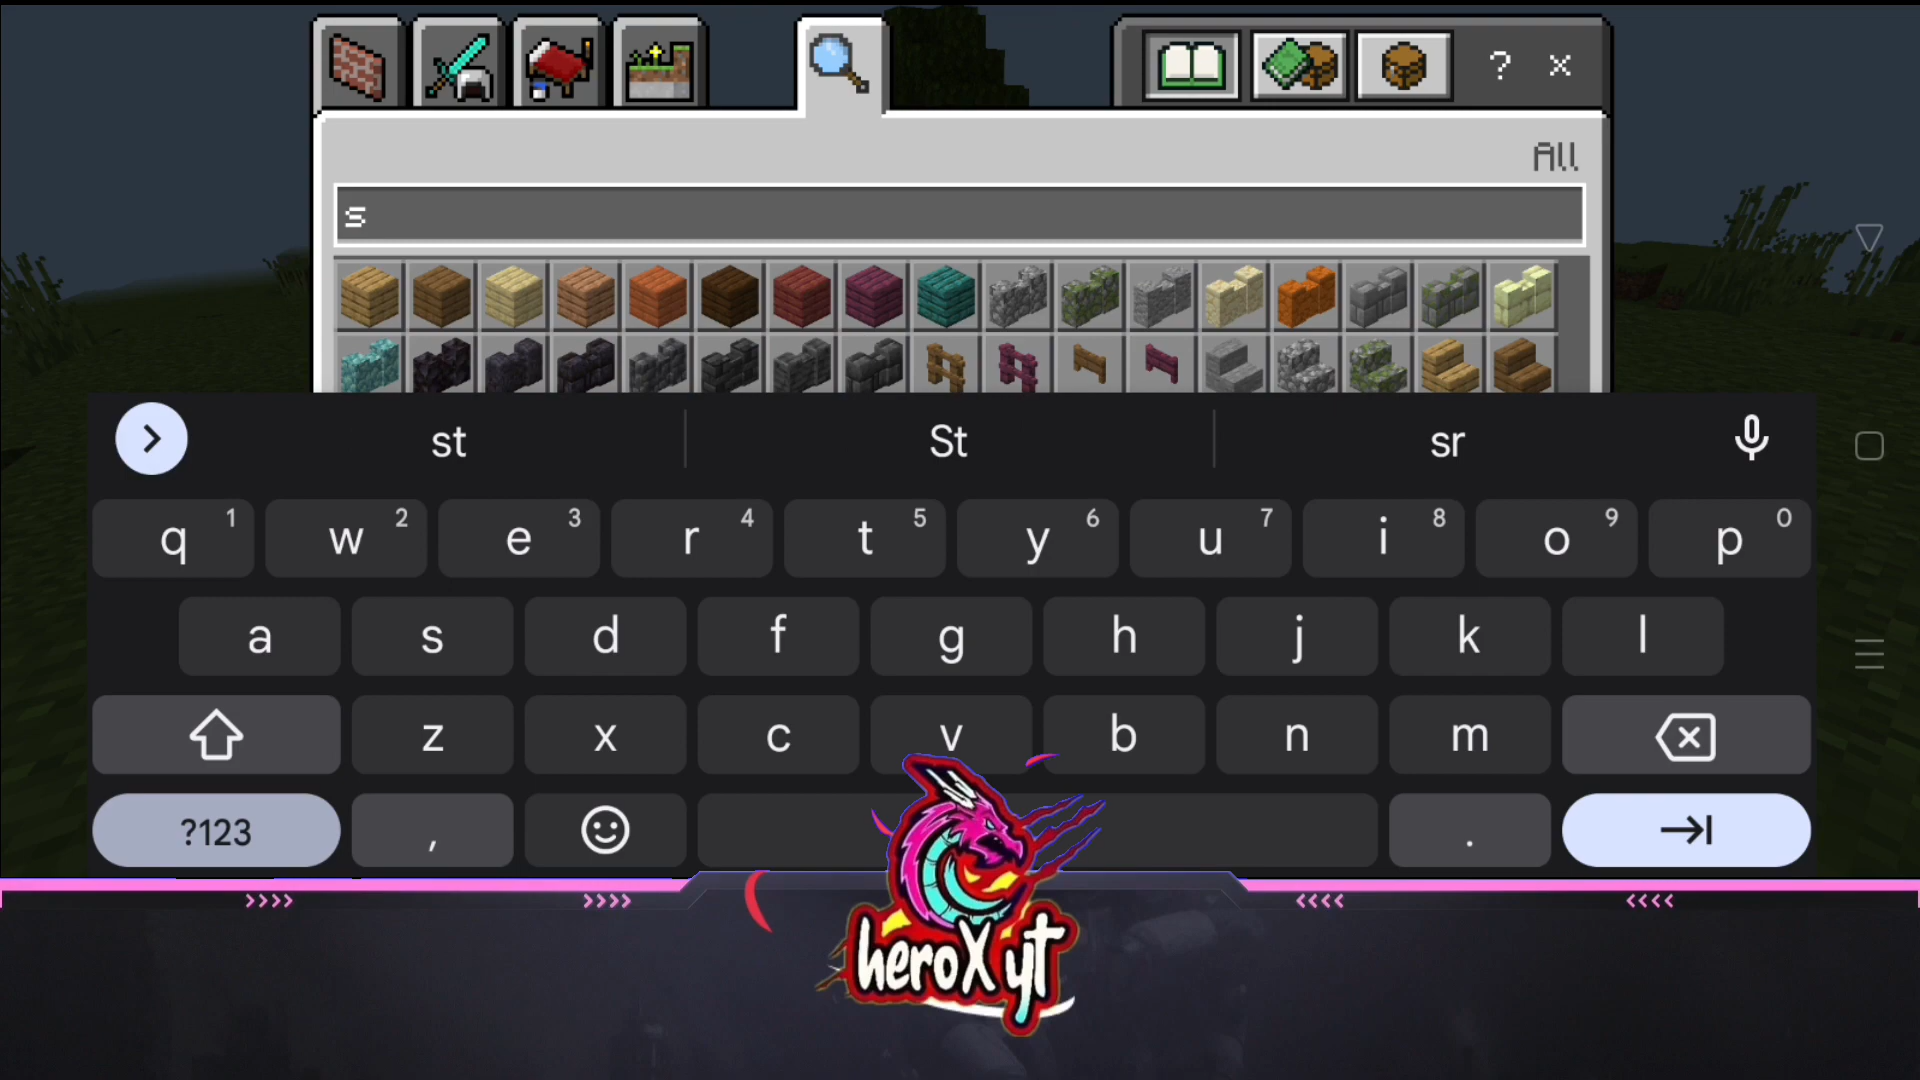 ?
All
s
st St sr
q 1 w 2 e 3 r 4 t 5 y 6 u 7 i 8 o 9 p 0
a s d f g h j k l
z x c v b n m
?123 , .
>>>> >>>> <<<< <<<<
heroX yt